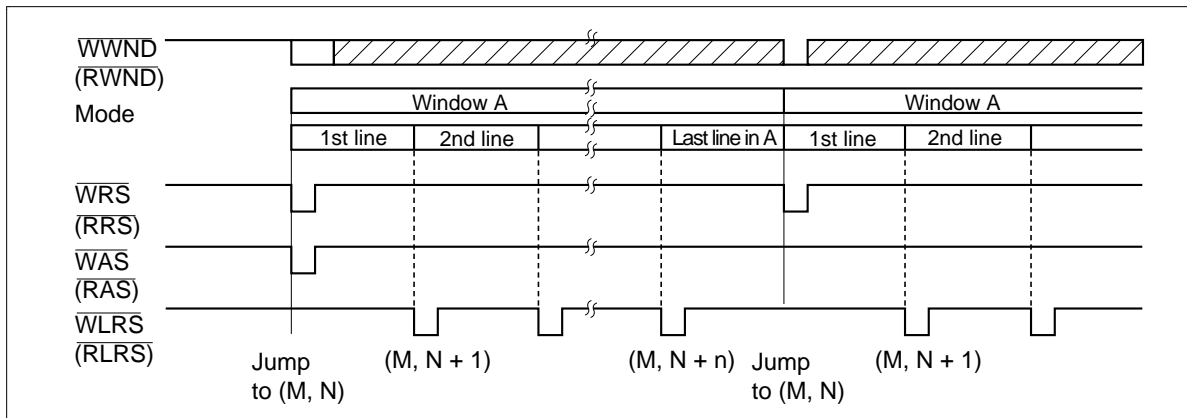 WWND
(RWND)
Mode
Window A Window A
1st line 2nd line Last line in A 1st line 2nd line
WRS
(RRS)
WAS
(RAS)
WLRS
(RLRS)
Jump
to (M, N)
(M, N + 1)
(M, N + n)
Jump
to (M, N)
(M, N + 1)